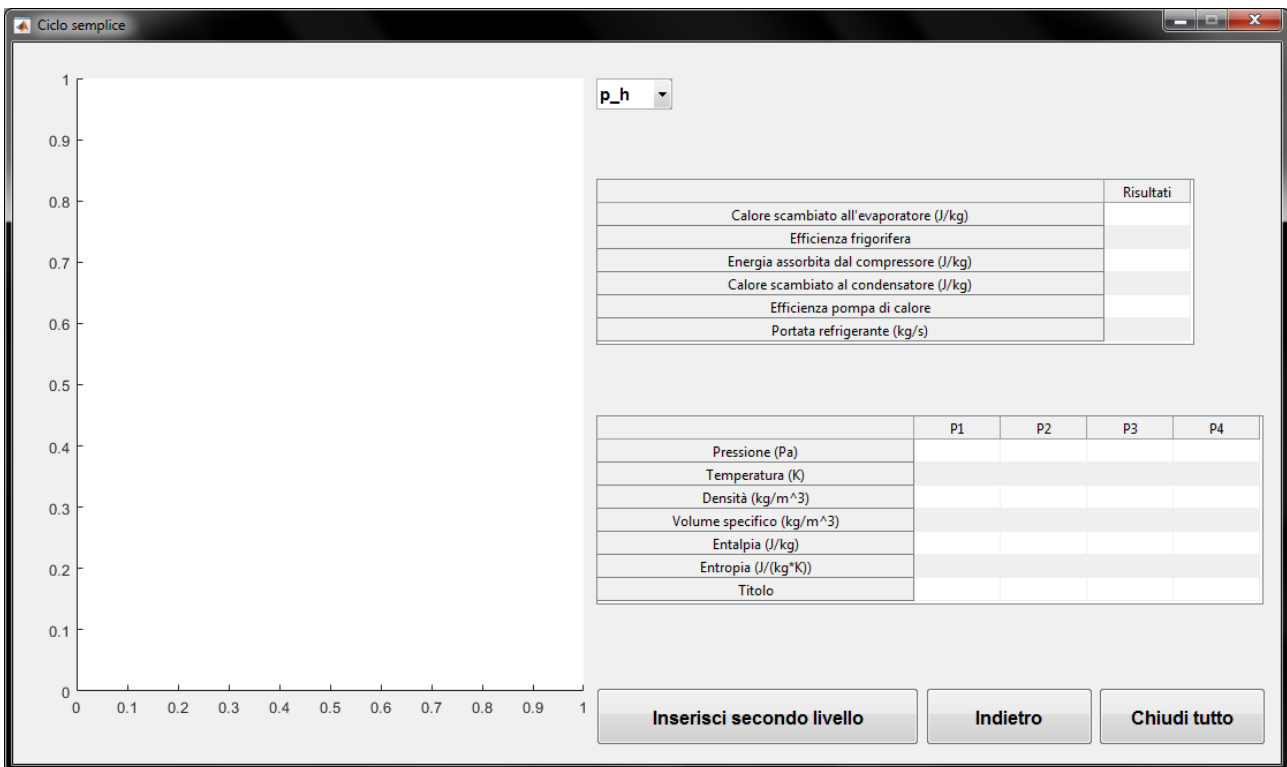 Ciclo semplice
p_h
1
0.9
0.8
0.7
0.6
0.5
0.4
0.3
0.2
0.1
0
0 0.1 0.2 0.3 0.4 0.5 0.6 0.7 0.8 0.9 1
Risultati
Calore scambiato all'evaporatore (J/kg)
Efficienza frigorifera
Energia assorbita dal compressore (J/kg)
Calore scambiato al condensatore (J/kg)
Efficienza pompa di calore
Portata refrigerante (kg/s)
P1 P2 P3 P4
Pressione (Pa)
Temperatura (K)
Densità (kg/m^3)
Volume specifico (kg/m^3)
Entalpia (J/kg)
Entropia (J/(kg*K))
Titolo
Inserisci secondo livello Indietro Chiudi tutto